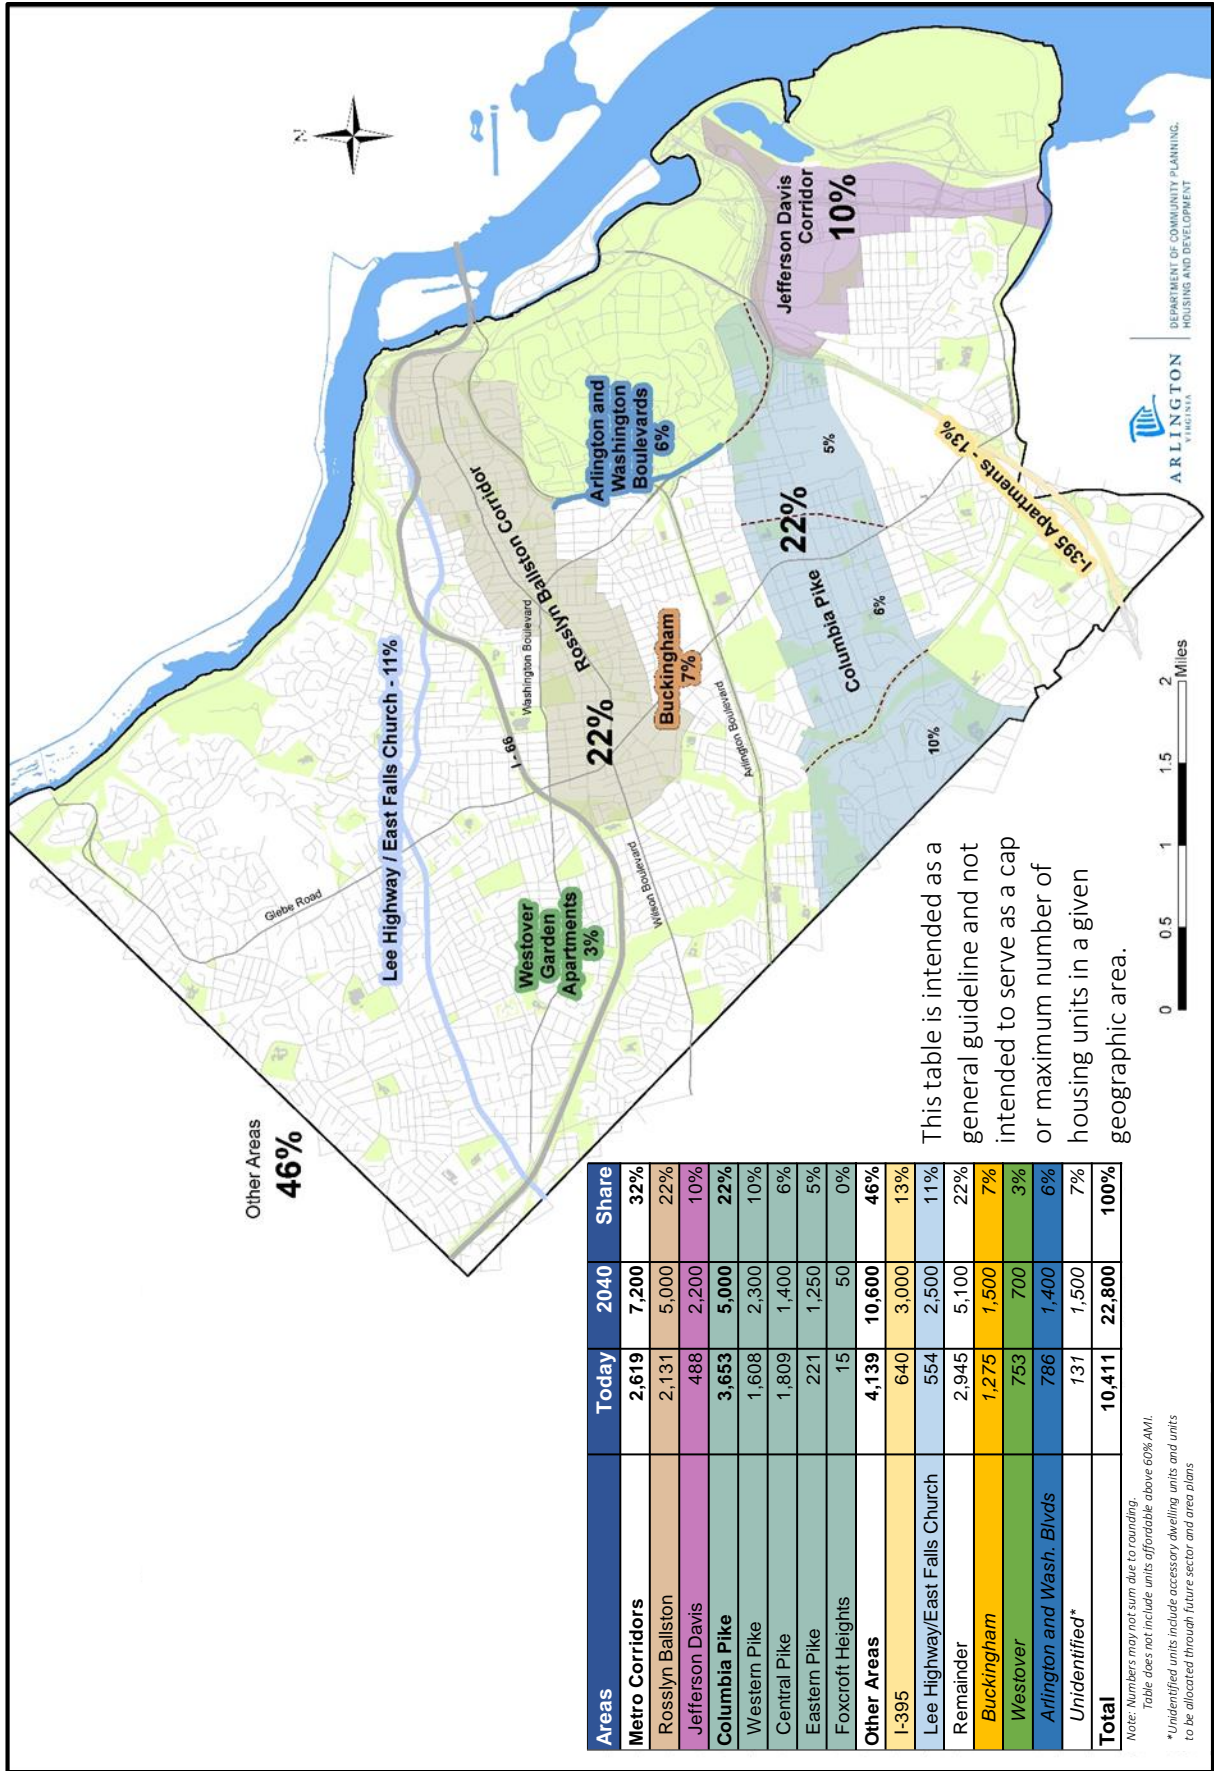 N
Other Areas
46%
Glebe Road
Lee Highway / East Falls Church - 11%
I - 66
Washington Boulevard
Rosslyn Ballston Corridor
22%
Westover
Garden
Apartments
3%
Wilson Boulevard
Buckingham
7%
Arlington and
Washington
Boulevards
6%
Arlington Boulevard
Columbia Pike
22%
5%
6%
10%
Jefferson Davis
Corridor
10%
I-395 Apartments - 13%
Areas Today 2040 Share
Metro Corridors 2,619 7,200 32%
Rosslyn Ballston 2,131 5,000 22%
Jefferson Davis 488 2,200 10%
Columbia Pike 3,653 5,000 22%
Western Pike 1,608 2,300 10%
Central Pike 1,809 1,400 6%
Eastern Pike 221 1,250 5%
Foxcroft Heights 15 50 0%
Other Areas 4,139 10,600 46%
I-395 640 3,000 13%
Lee Highway/East Falls Church 554 2,500 11%
Remainder 2,945 5,100 22%
Buckingham 1,275 1,500 7%
Westover 753 700 3%
Arlington and Wash. Blvds 786 1,400 6%
Unidentified* 131 1,500 7%
Total 10,411 22,800 100%
Note: Numbers may not sum due to rounding.
Table does not include units affordable above 60% AMI.
*Unidentified units include accessory dwelling units and units
to be allocated through future sector and area plans
This table is intended as a
general guideline and not
intended to serve as a cap
or maximum number of
housing units in a given
geographic area.
0 0.5 1 1.5 2
Miles
ARLINGTON
VIRGINIA
DEPARTMENT OF COMMUNITY PLANNING,
HOUSING AND DEVELOPMENT